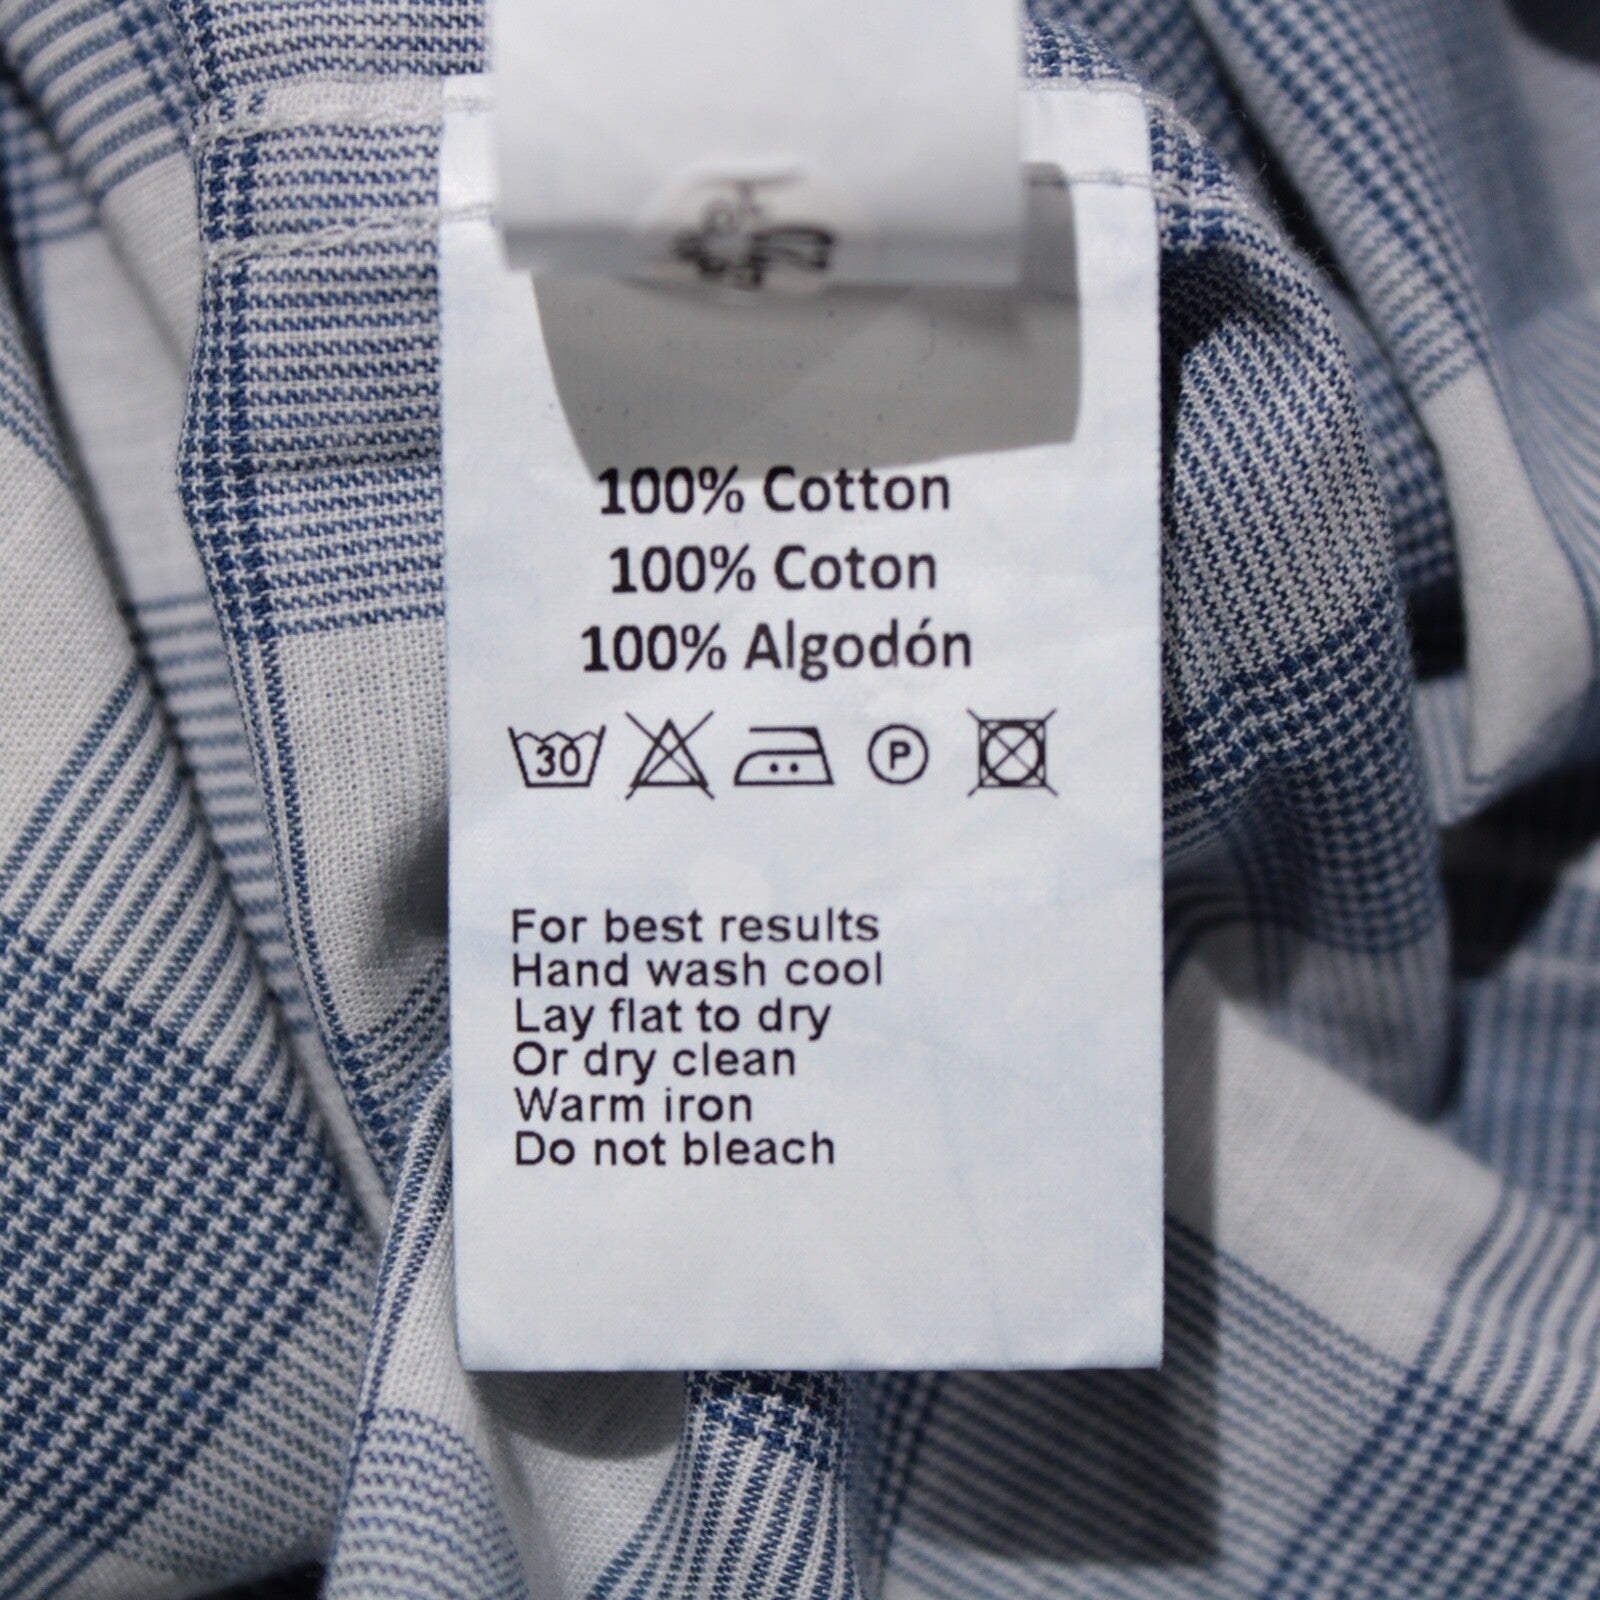 100% Cotton
100% Coton
100% Algodón
30 P
For best results
Hand wash cool
Lay flat to dry
Or dry clean
Warm iron
Do not bleach